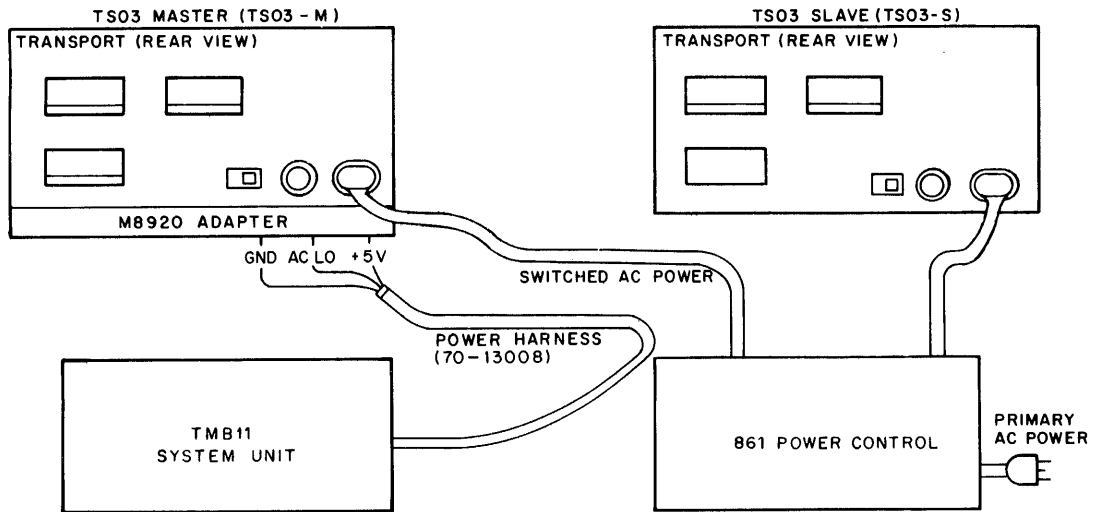 TS03 MASTER (TS03-M)
TRANSPORT (REAR VIEW)
M8920 ADAPTER
GND AC LO +5V
TS03 SLAVE (TS03-S)
TRANSPORT (REAR VIEW)
SWITCHED AC POWER
POWER HARNESS
(70-13008)
TMB11
SYSTEM UNIT
861 POWER CONTROL
PRIMARY
AC POWER